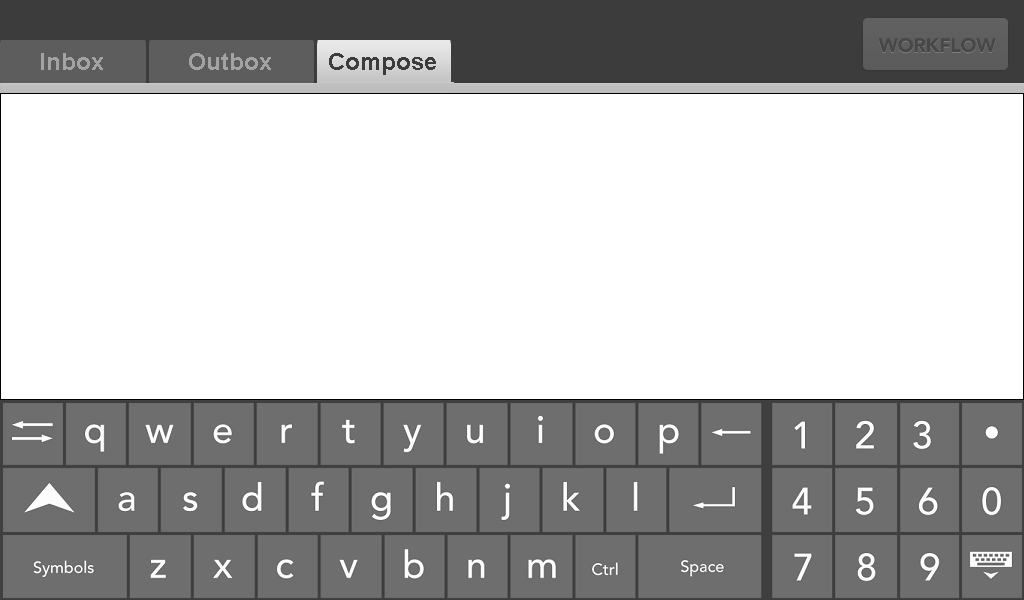 WORKFLOW
Inbox Outbox Compose
q w e r t y u i o p 1 2 3 •
a s d f g h j k l 4 5 6 0
Symbols z x c v b n m Ctrl Space 7 8 9